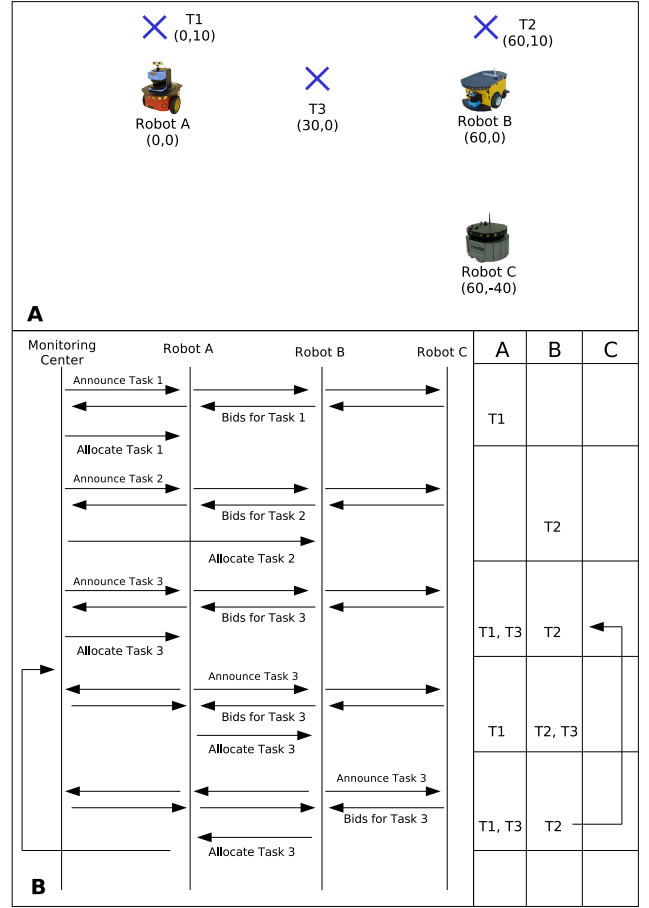 T1
(0,10)
T2
(60,10)
T3
(30,0)
Robot A
(0,0)
Robot B
(60,0)
Robot C
(60,-40)
A
Monitoring
Center
Robot A
Robot B
Robot C
A
B
C
Announce Task 1
Bids for Task 1
T1
Allocate Task 1
Announce Task 2
Bids for Task 2
T2
Allocate Task 2
Announce Task 3
Bids for Task 3
T1, T3
T2
Allocate Task 3
Announce Task 3
Bids for Task 3
T1
T2, T3
Allocate Task 3
Announce Task 3
Bids for Task 3
T1, T3
T2
Allocate Task 3
B